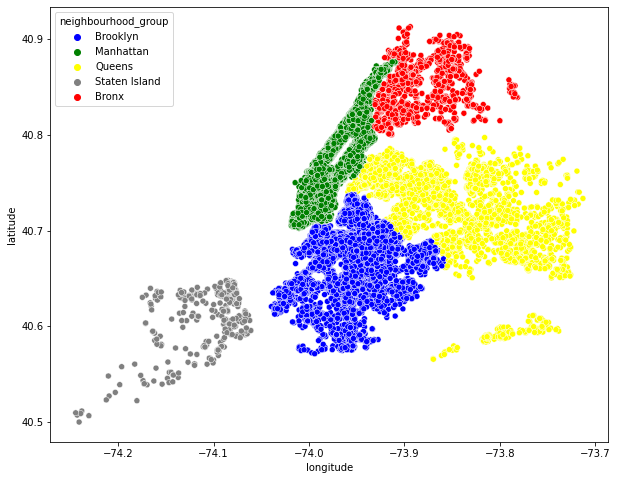 neighbourhood_group
Brooklyn
Manhattan
Queens
Staten Island
Bronx
40.9
40.8
40.7
40.6
40.5
latitude
−74.2
−74.1
−74.0
−73.9
−73.8
−73.7
longitude